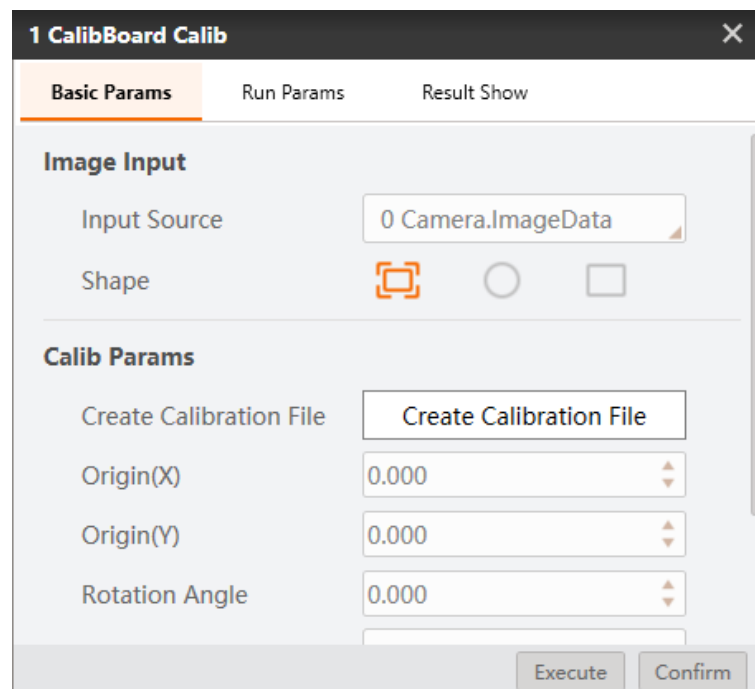 1 CalibBoard Calib
Basic Params Run Params Result Show
Image Input
Input Source 0 Camera.ImageData
Shape
Calib Params
Create Calibration File Create Calibration File
Origin(X) 0.000
Origin(Y) 0.000
Rotation Angle 0.000
Execute Confirm